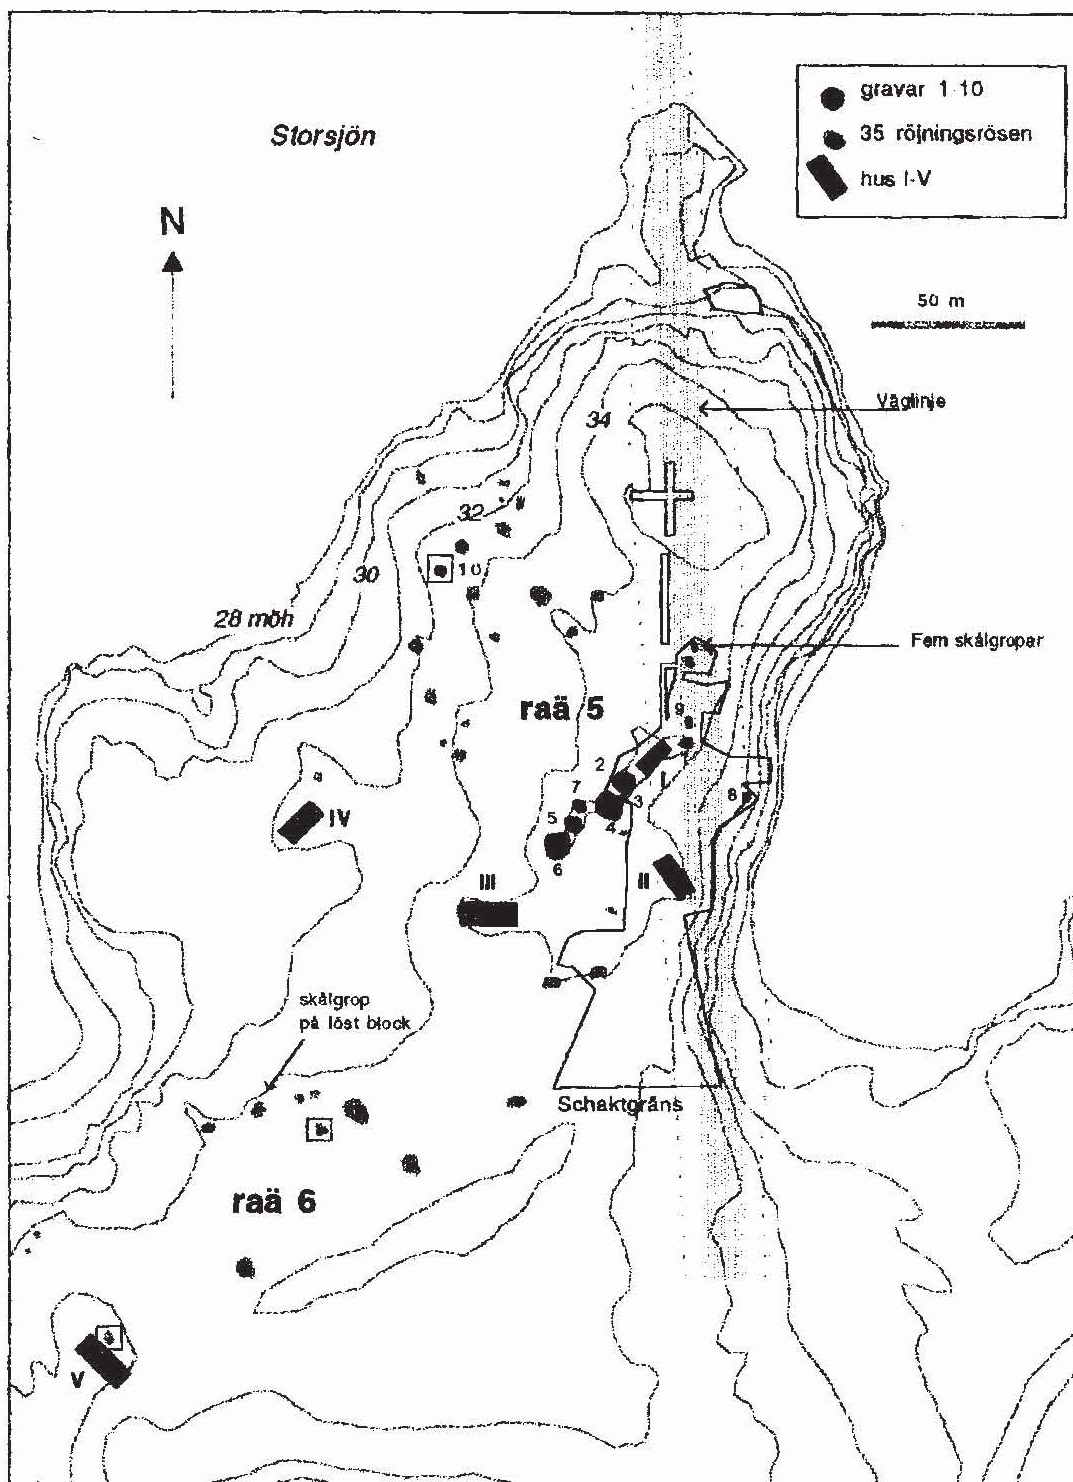 gravar 1-10
35 röjningsrösen
hus I-V
Storsjön
N
50 m
Väglinje
34
32
10
30
28 möh
Fem skålgropar
raä 5
9
2
I
7
3
8
IV
5
4
6
III
II
skålgrop
på löst block
Schaktgräns
raä 6
V